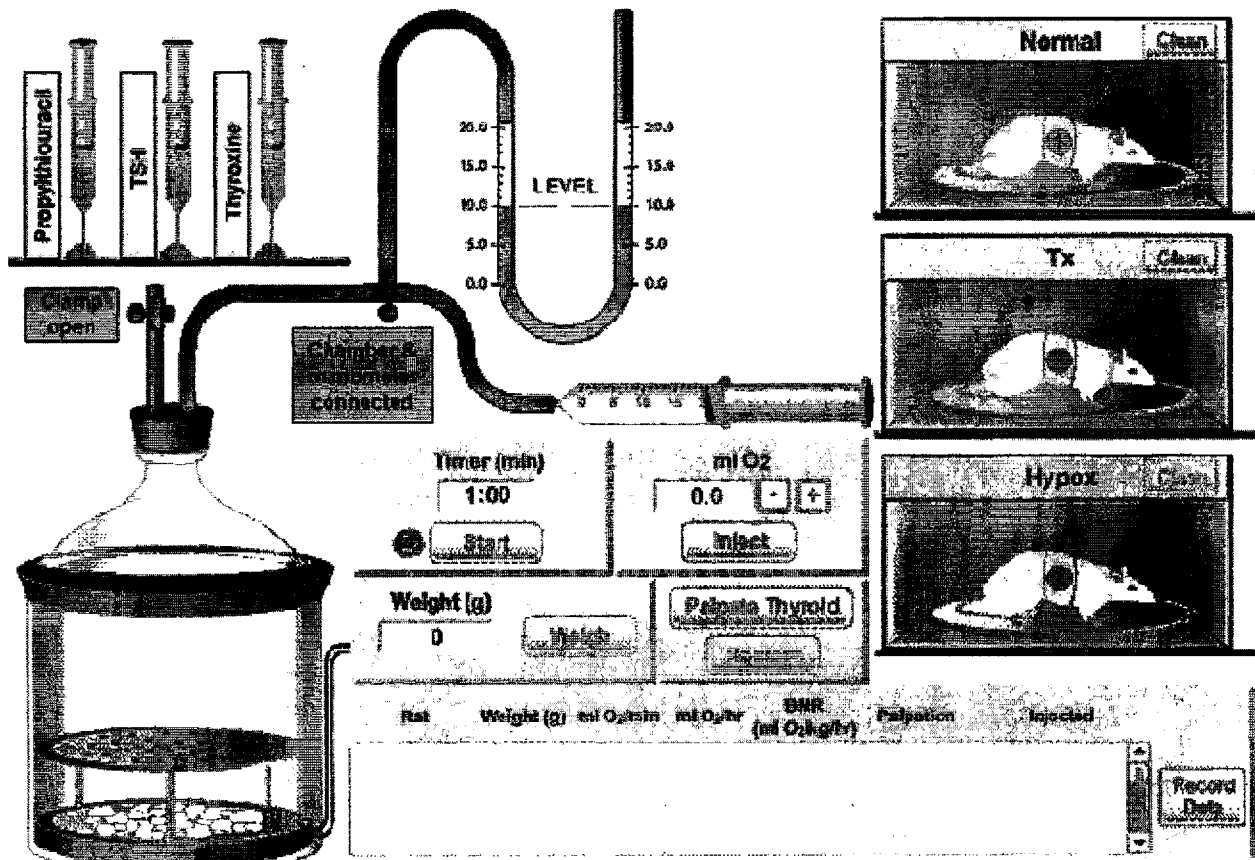 Propylthiouracil
TSH
Thyroxine
Clamp
open
Chamber &
manometer
connected
20.0
15.0
10.0
5.0
0.0
LEVEL
20.0
15.0
10.0
5.0
0.0
Normal
Clean
Tx
Clean
Hypox
Clean
Timer (min)
1:00
Start
ml O2
0.0
-
+
Inject
Weight (g)
0
Weigh
Palpate Thyroid
Rat
Weight (g)
ml O₂/min
ml O₂/hr
BMR
(ml O₂/kg/hr)
Palpation
Injected
Record
Data